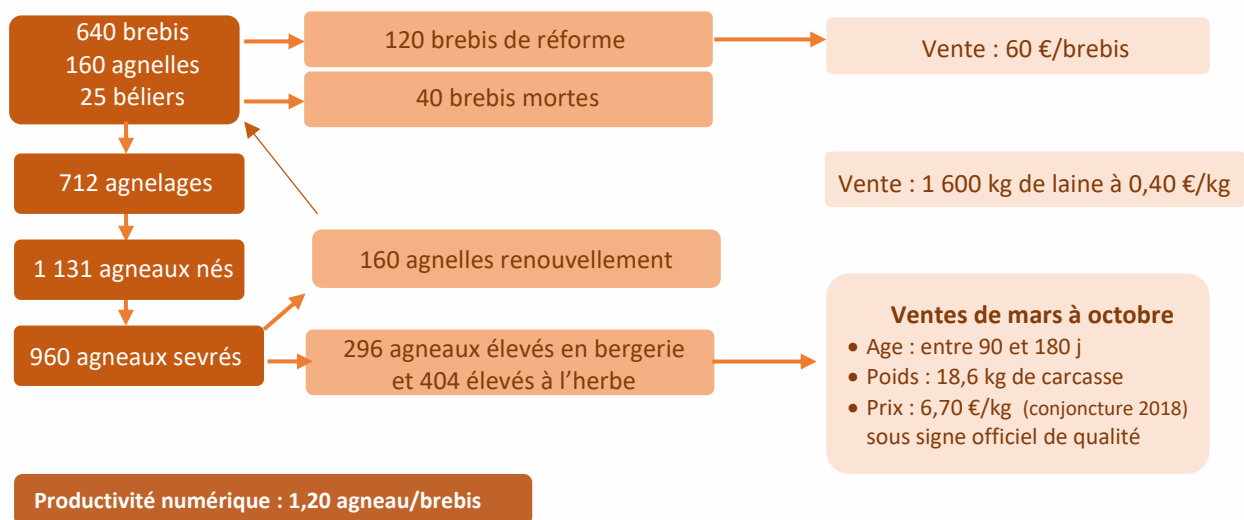 640 brebis
160 agnelles
25 béliers
120 brebis de réforme
Vente : 60 €/brebis
40 brebis mortes
712 agnelages
Vente : 1 600 kg de laine à 0,40 €/kg
1 131 agneaux nés
160 agnelles renouvellement
960 agneaux sevrés
296 agneaux élevés en bergerie
et 404 élevés à l’herbe
Ventes de mars à octobre
• Age : entre 90 et 180 j
• Poids : 18,6 kg de carcasse
• Prix : 6,70 €/kg (conjoncture 2018)
sous signe officiel de qualité
Productivité numérique : 1,20 agneau/brebis